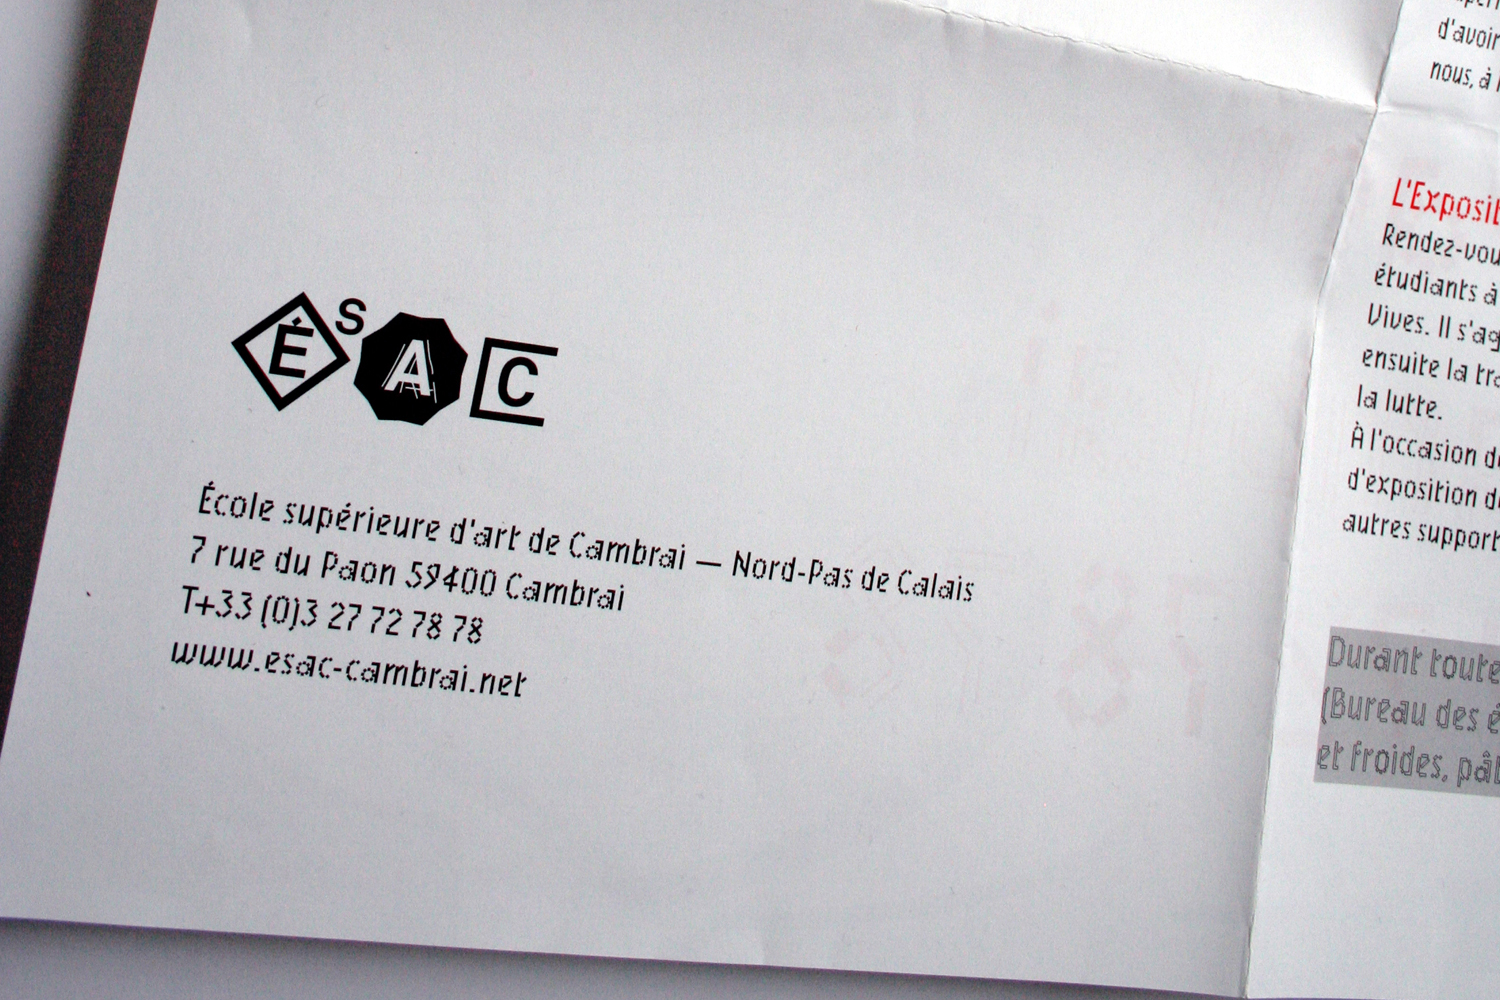 ÉSAC
École supérieure d'art de Cambrai — Nord-Pas de Calais
7 rue du Paon 59400 Cambrai
T+33 (0)3 27 72 78 78
www.esac-cambrai.net
d'avoir
nous, à
L'Exposit
Rendez-vou
étudiants à
Vives. Il s'ag
ensuite la tra
la lutte.
À l'occasion d
d'exposition d
autres support
Durant toute
(Bureau des é
et froides, pât